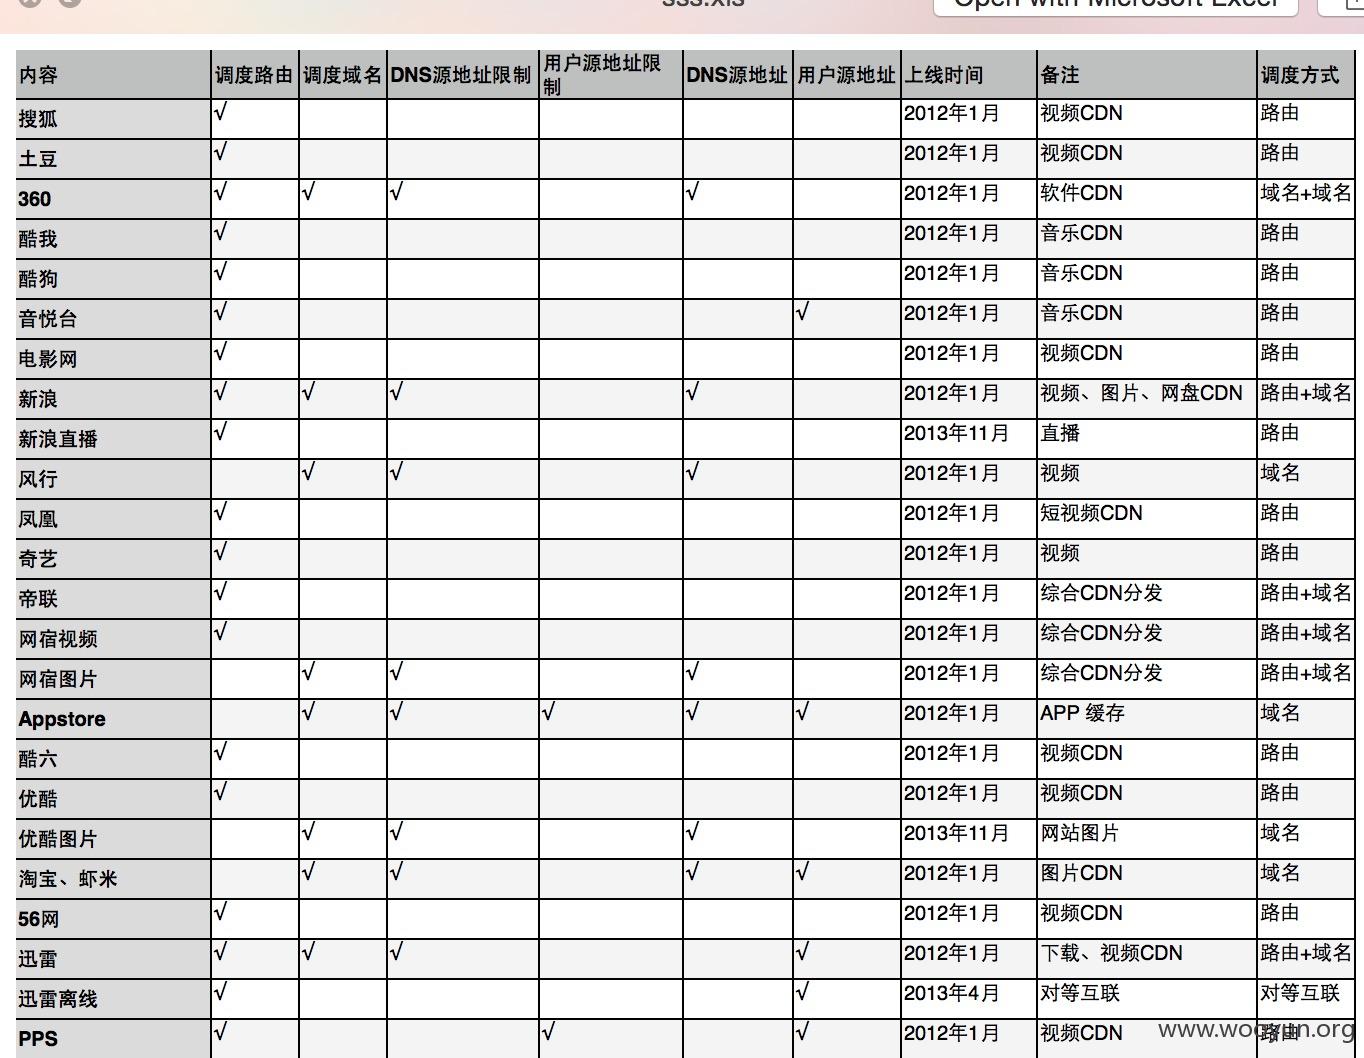 sss.xls
Open with Microsoft Excel
内容 调度路由 调度域名 DNS源地址限制 用户源地址限制 DNS源地址 用户源地址 上线时间 备注 调度方式
搜狐 √ 2012年1月 视频CDN 路由
土豆 √ 2012年1月 视频CDN 路由
360 √ √ √ √ 2012年1月 软件CDN 域名+域名
酷我 √ 2012年1月 音乐CDN 路由
酷狗 √ 2012年1月 音乐CDN 路由
音悦台 √ √ 2012年1月 音乐CDN 路由
电影网 √ 2012年1月 视频CDN 路由
新浪 √ √ √ √ 2012年1月 视频、图片、网盘CDN 路由+域名
新浪直播 √ 2013年11月 直播 路由
风行 √ √ √ 2012年1月 视频 域名
凤凰 √ 2012年1月 短视频CDN 路由
奇艺 √ 2012年1月 视频 路由
帝联 √ 2012年1月 综合CDN分发 路由+域名
网宿视频 √ 2012年1月 综合CDN分发 路由+域名
网宿图片 √ √ √ 2012年1月 综合CDN分发 路由+域名
Appstore √ √ √ √ √ 2012年1月 APP 缓存 域名
酷六 √ 2012年1月 视频CDN 路由
优酷 √ 2012年1月 视频CDN 路由
优酷图片 √ √ √ 2013年11月 网站图片 域名
淘宝、虾米 √ √ √ √ 2012年1月 图片CDN 域名
56网 √ 2012年1月 视频CDN 路由
迅雷 √ √ √ √ 2012年1月 下载、视频CDN 路由+域名
迅雷离线 √ √ 2013年4月 对等互联 对等互联
PPS √ √ √ 2012年1月 视频CDN 路由
www.wooyun.org